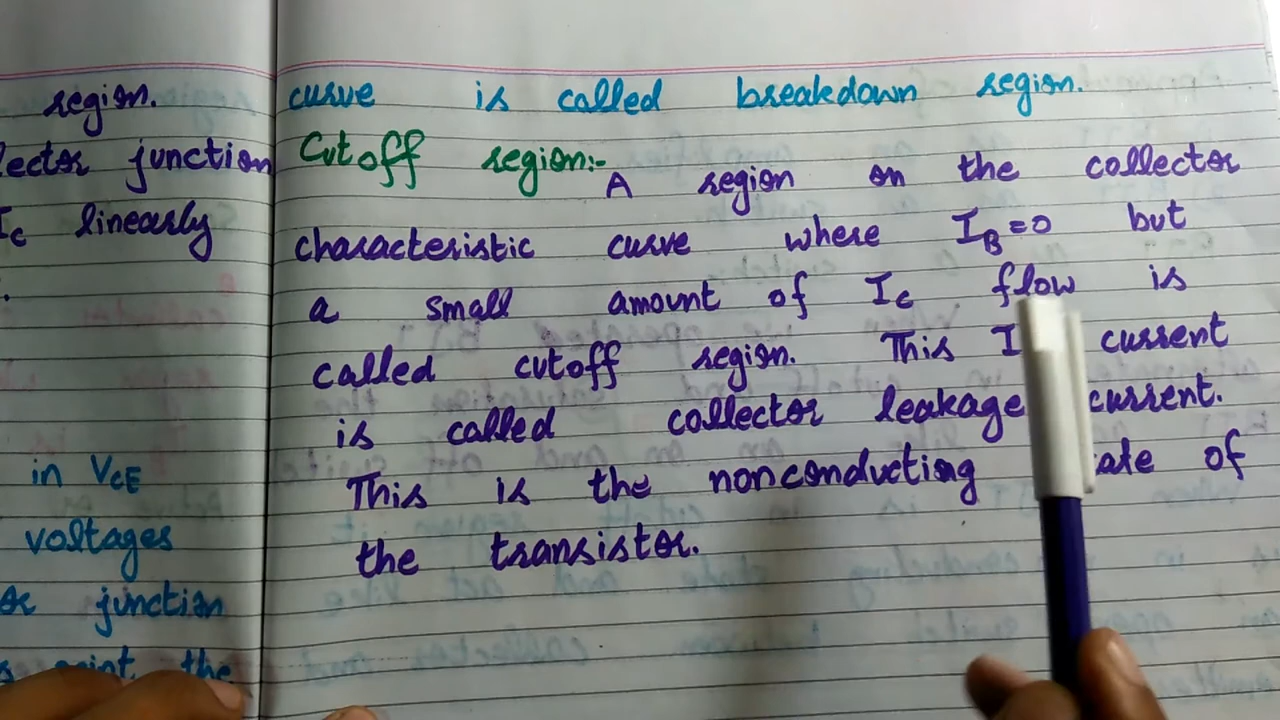 region.
lector junction
Ic linearly
in VCE
voltages
junction
the
curve is called breakdown region.
Cutoff region:-
A region on the collector
characteristic curve where IB=0 but
a small amount of Ic flow is
called cutoff region. This I current
is called collector leakage current.
This is the nonconducting ate of
the transistor.